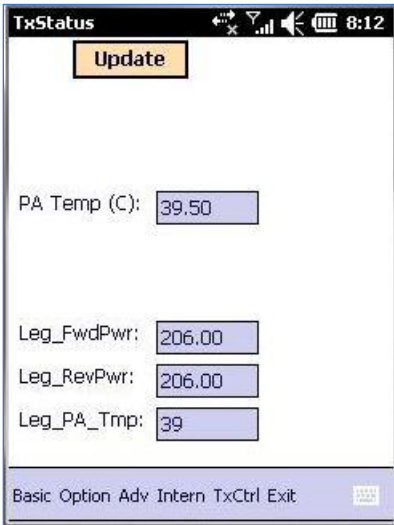 TxStatus 8:12
Update
PA Temp (C): 39.50
Leg_FwdPwr: 206.00
Leg_RevPwr: 206.00
Leg_PA_Tmp: 39
Basic Option Adv Intern TxCtrl Exit